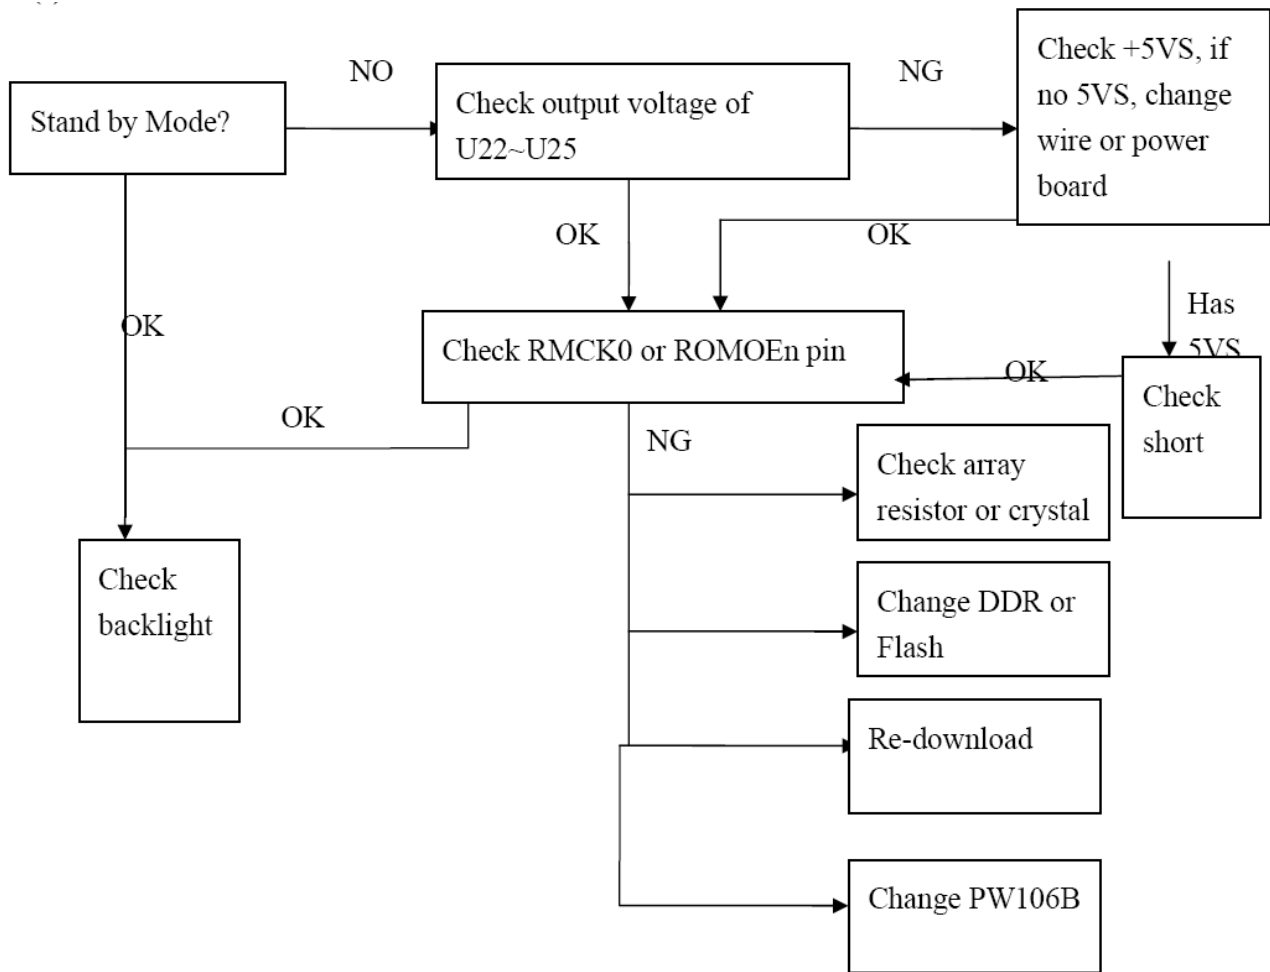 NO
NG
Check +5VS, if
no 5VS, change
wire or power
board
Stand by Mode?
Check output voltage of
U22~U25
OK
OK
Has
5VS
OK
Check RMCK0 or ROMOEn pin
OK
Check
short
OK
NG
Check array
resistor or crystal
Check
backlight
Change DDR or
Flash
Re-download
Change PW106B